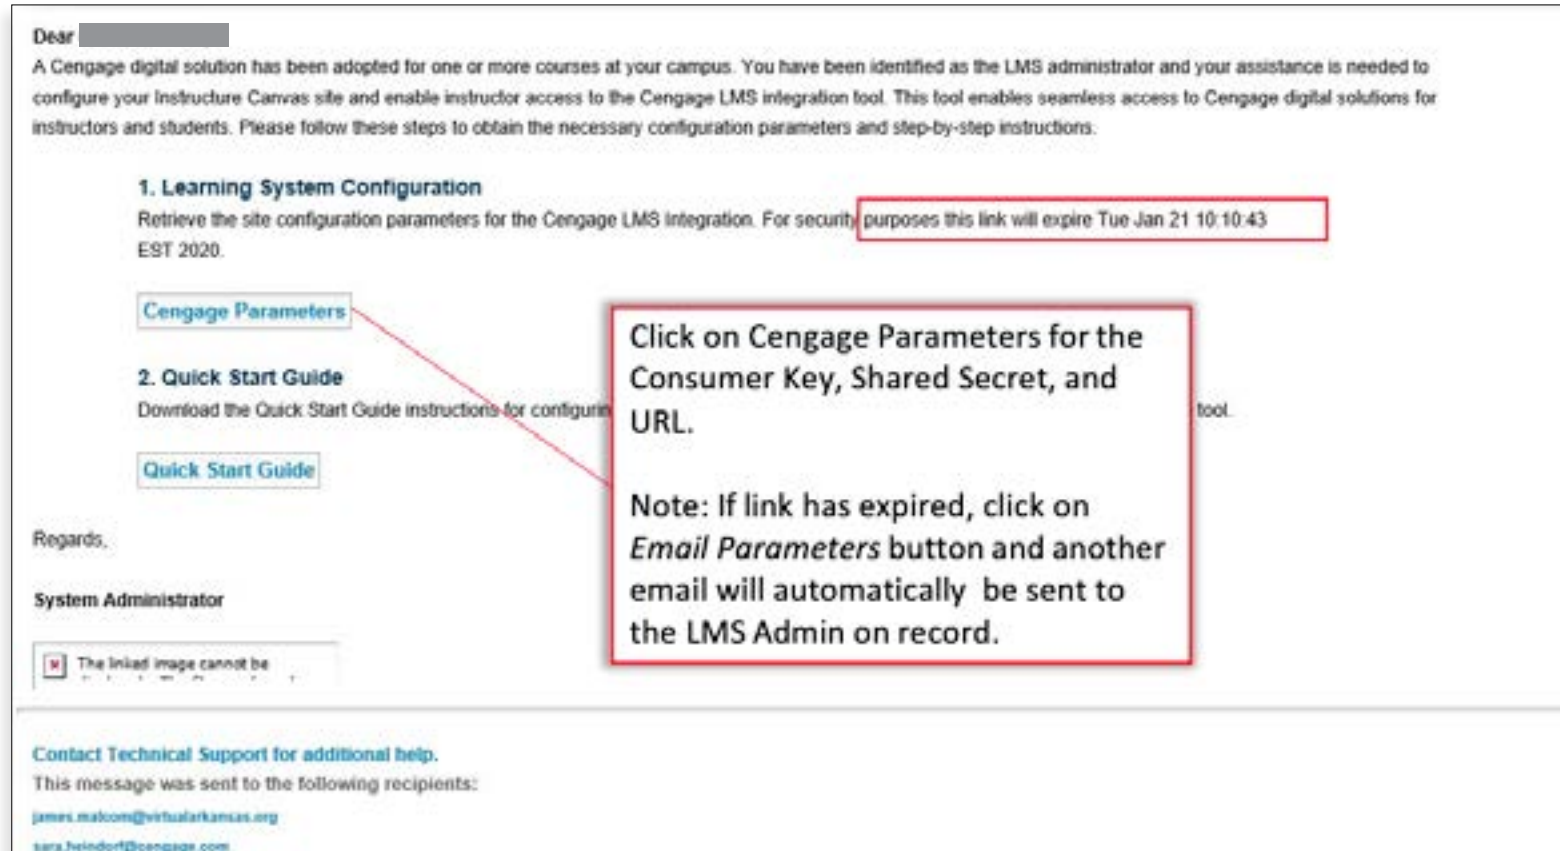 Dear
A Cengage digital solution has been adopted for one or more courses at your campus. You have been identified as the LMS administrator and your assistance is needed to
configure your Instructure Canvas site and enable instructor access to the Cengage LMS integration tool. This tool enables seamless access to Cengage digital solutions for
instructors and students. Please follow these steps to obtain the necessary configuration parameters and step-by-step instructions.
1. Learning System Configuration
Retrieve the site configuration parameters for the Cengage LMS Integration. For security purposes this link will expire Tue Jan 21 10:10:43
EST 2020.
Cengage Parameters
2. Quick Start Guide
Download the Quick Start Guide instructions for configurin
tool.
Quick Start Guide
Click on Cengage Parameters for the
Consumer Key, Shared Secret, and
URL.
Note: If link has expired, click on
Email Parameters button and another
email will automatically be sent to
the LMS Admin on record.
Regards,
System Administrator
The linked image cannot be
Contact Technical Support for additional help.
This message was sent to the following recipients:
james.malcom@virtualarkansas.org
sara.heindorf@cengage.com